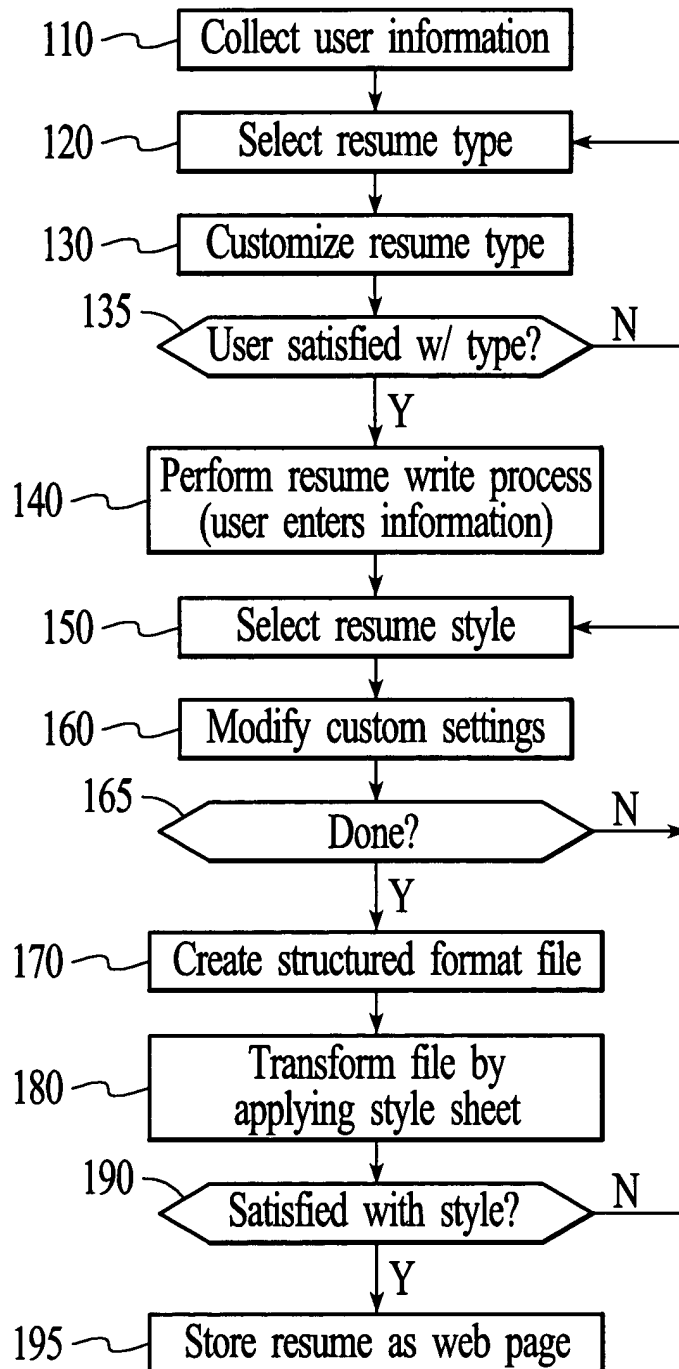 110
Collect user information
120
Select resume type
130
Customize resume type
135
User satisfied w/ type?
N
Y
140
Perform resume write process
(user enters information)
150
Select resume style
160
Modify custom settings
165
Done?
N
Y
170
Create structured format file
180
Transform file by
applying style sheet
190
Satisfied with style?
N
Y
195
Store resume as web page